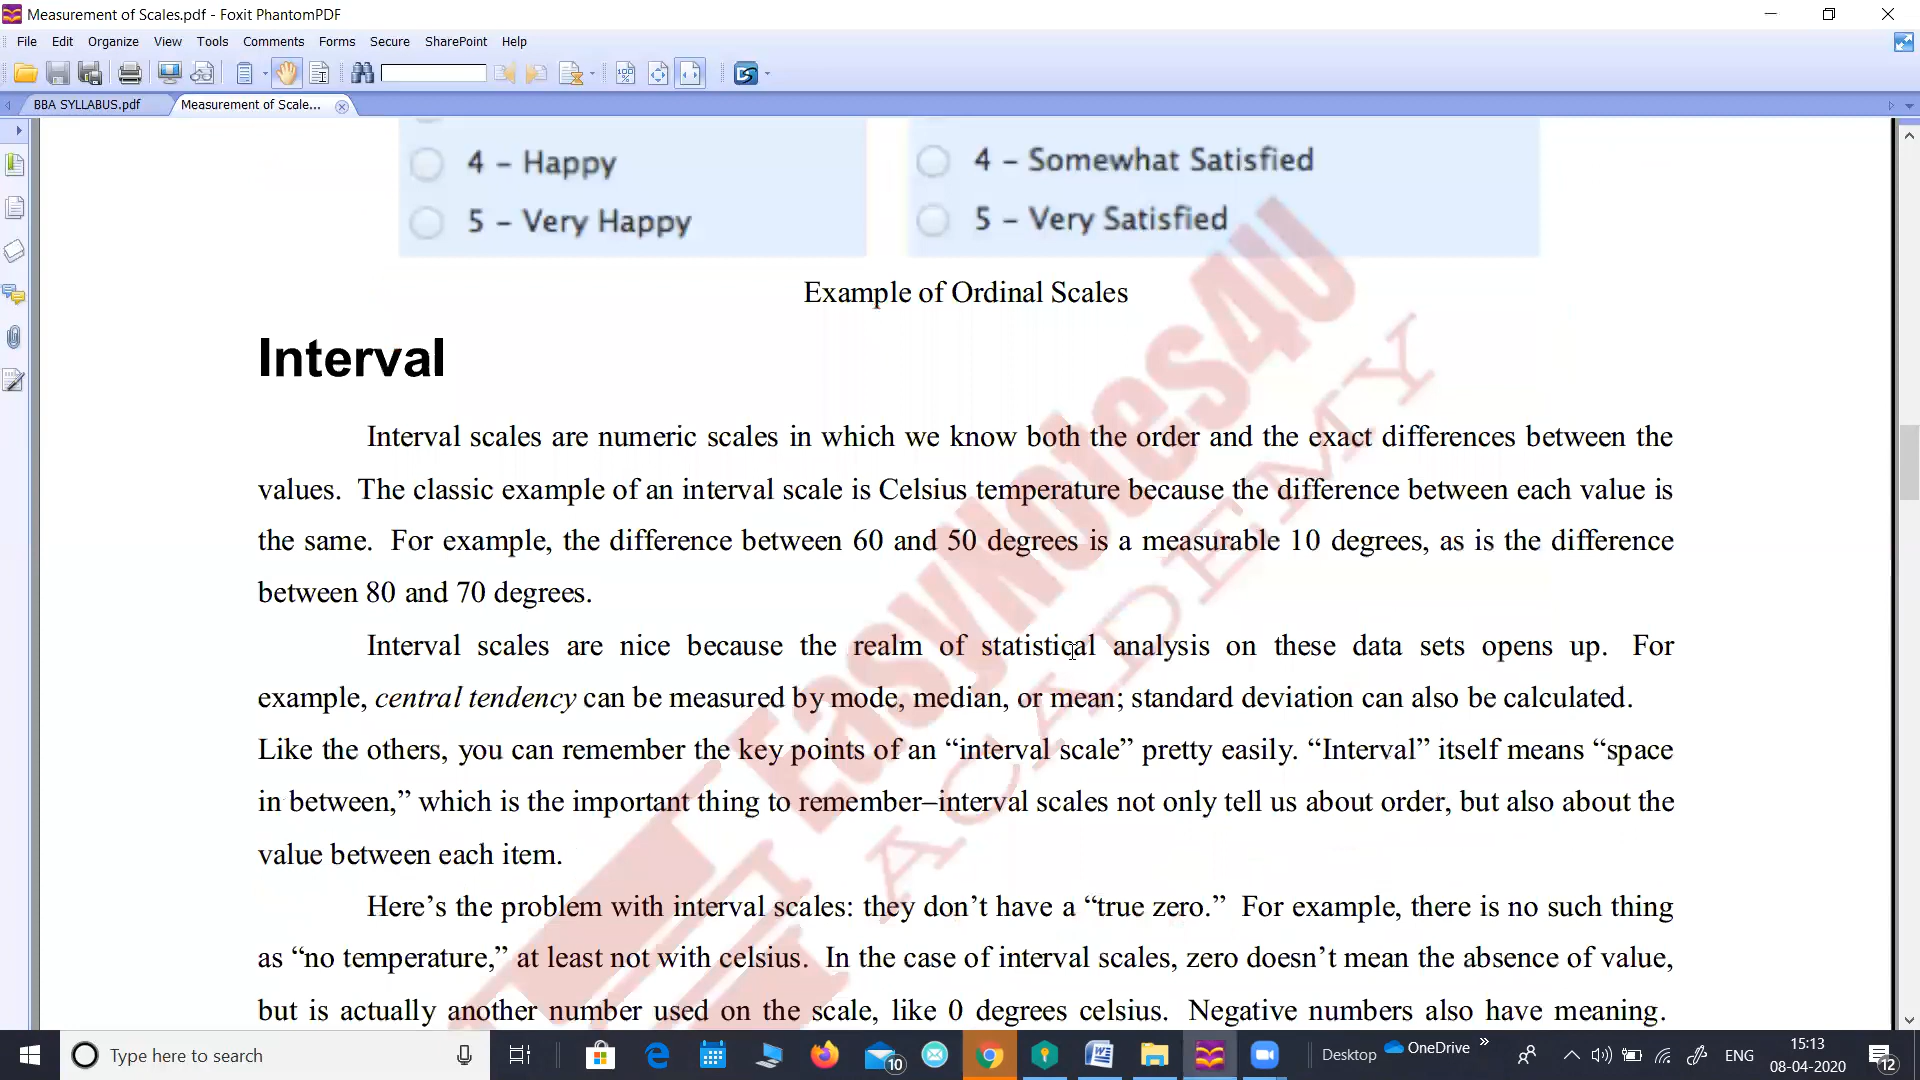 Measurement of Scales.pdf - Foxit PhantomPDF
File Edit Organize View Tools Comments Forms Secure SharePoint Help
BBA SYLLABUS.pdf Measurement of Scale...
4 – Happy
5 – Very Happy
4 – Somewhat Satisfied
5 – Very Satisfied
Example of Ordinal Scales
Interval
Interval scales are numeric scales in which we know both the order and the exact differences between the
values. The classic example of an interval scale is Celsius temperature because the difference between each value is
the same. For example, the difference between 60 and 50 degrees is a measurable 10 degrees, as is the difference
between 80 and 70 degrees.
Interval scales are nice because the realm of statistical analysis on these data sets opens up. For
example, central tendency can be measured by mode, median, or mean; standard deviation can also be calculated.
Like the others, you can remember the key points of an “interval scale” pretty easily. “Interval” itself means “space
in between,” which is the important thing to remember–interval scales not only tell us about order, but also about the
value between each item.
Here’s the problem with interval scales: they don’t have a “true zero.” For example, there is no such thing
as “no temperature,” at least not with celsius. In the case of interval scales, zero doesn’t mean the absence of value,
but is actually another number used on the scale, like 0 degrees celsius. Negative numbers also have meaning.
EasyNotes4U
ACADEMY
Type here to search
10
Desktop
OneDrive
ENG
15:13
08-04-2020
12